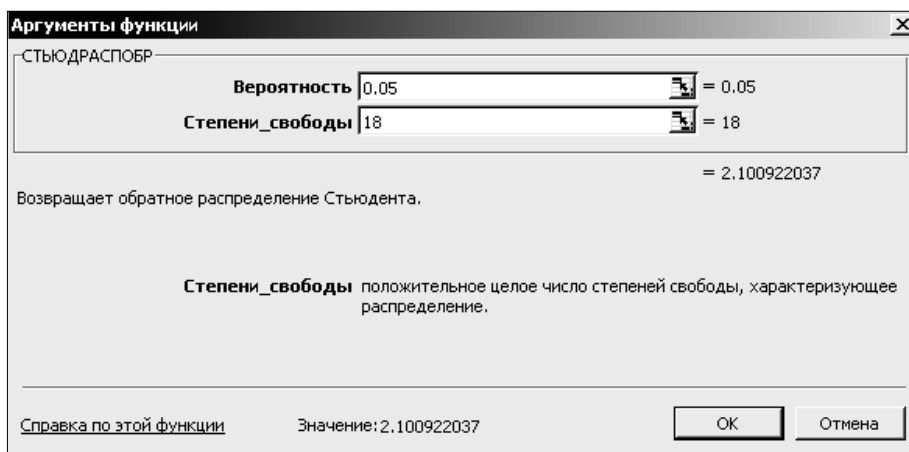 Аргументы функции
СТЬЮДРАСПОБР
Вероятность 0.05 = 0.05
Степени_свободы 18 = 18
= 2.100922037
Возвращает обратное распределение Стьюдента.
Степени_свободы положительное целое число степеней свободы, характеризующее
распределение.
Справка по этой функции Значение:2.100922037 ОК Отмена